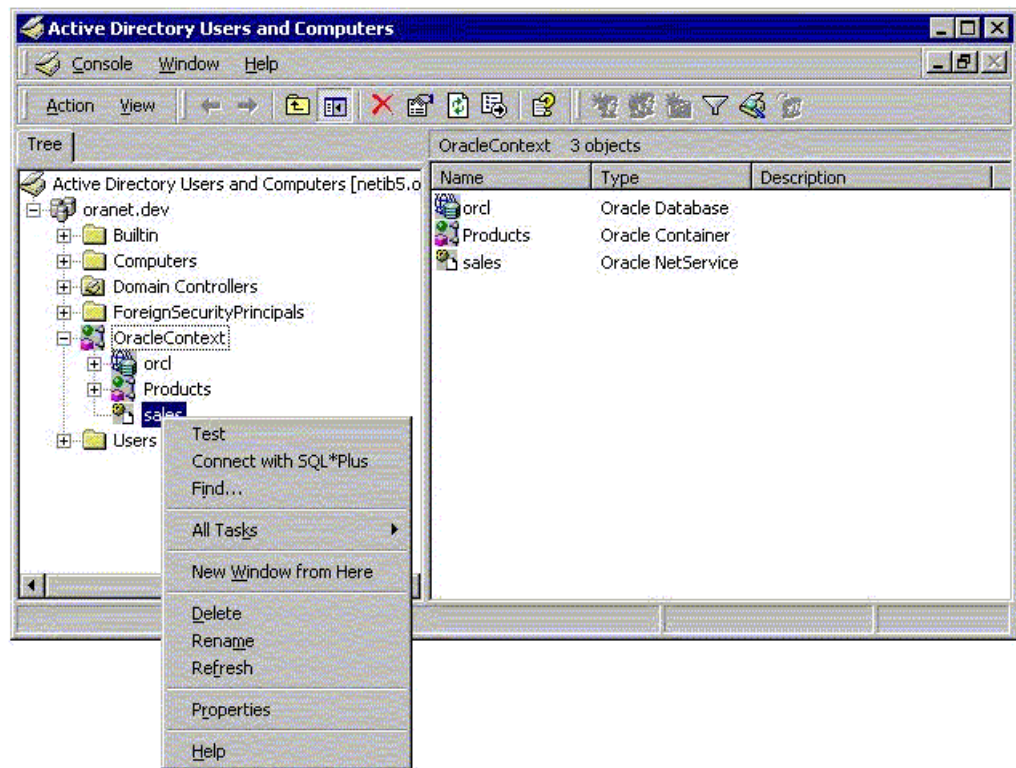 Active Directory Users and Computers
Console Window Help
Action View
Tree
OracleContext 3 objects
Active Directory Users and Computers [netib5.o
oranet.dev
Builtin
Computers
Domain Controllers
ForeignSecurityPrincipals
OracleContext
orcl
Products
sales
Users
Name Type Description
orcl Oracle Database
Products Oracle Container
sales Oracle NetService
Test
Connect with SQL*Plus
Find...
All Tasks
New Window from Here
Delete
Rename
Refresh
Properties
Help